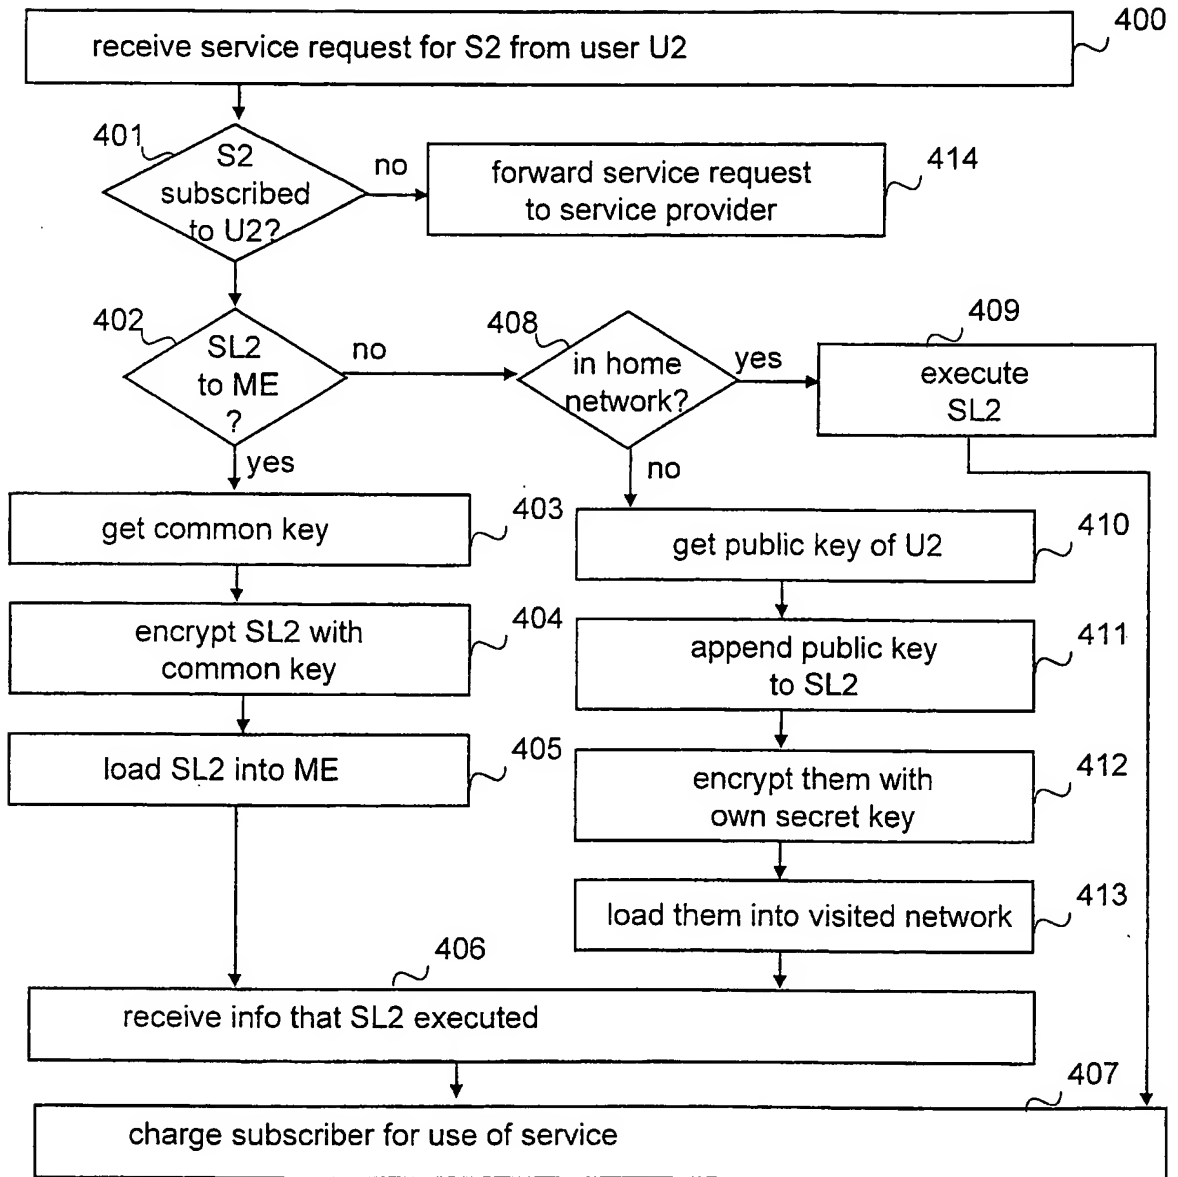 receive service request for S2 from user U2
400
401
S2
subscribed
to U2?
no
forward service request
to service provider
414
402
SL2
to ME
?
no
yes
408
in home
network?
yes
no
409
execute
SL2
get common key
403
get public key of U2
410
encrypt SL2 with
common key
404
append public key
to SL2
411
load SL2 into ME
405
encrypt them with
own secret key
412
load them into visited network
413
406
receive info that SL2 executed
407
charge subscriber for use of service